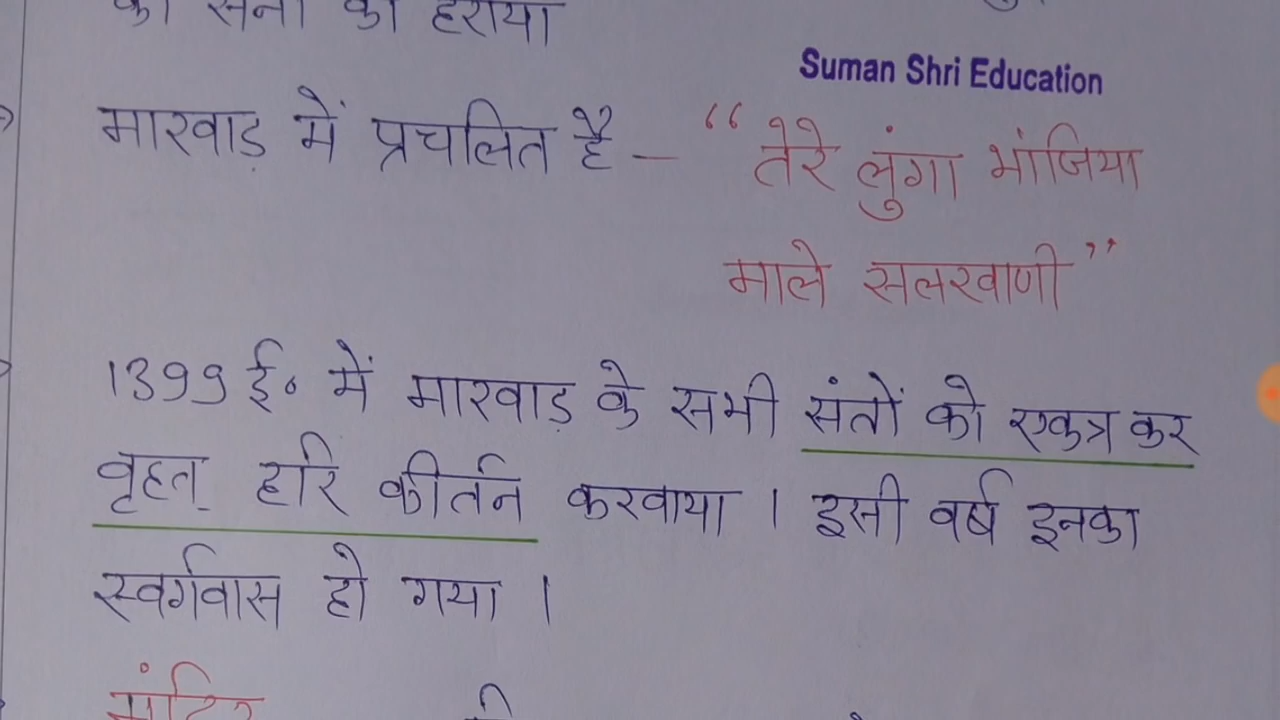 की सेना को हराया
Suman Shri Education
मारवाड़ में प्रचलित है – “तेरे लुंगा भांजिया
माले सलखाणी”
1399 ई० में मारवाड़ के सभी संतों को एकत्र कर
वृहत् हरि कीर्तन करवाया । इसी वर्ष इनका
स्वर्गवास हो गया ।
मंदिर